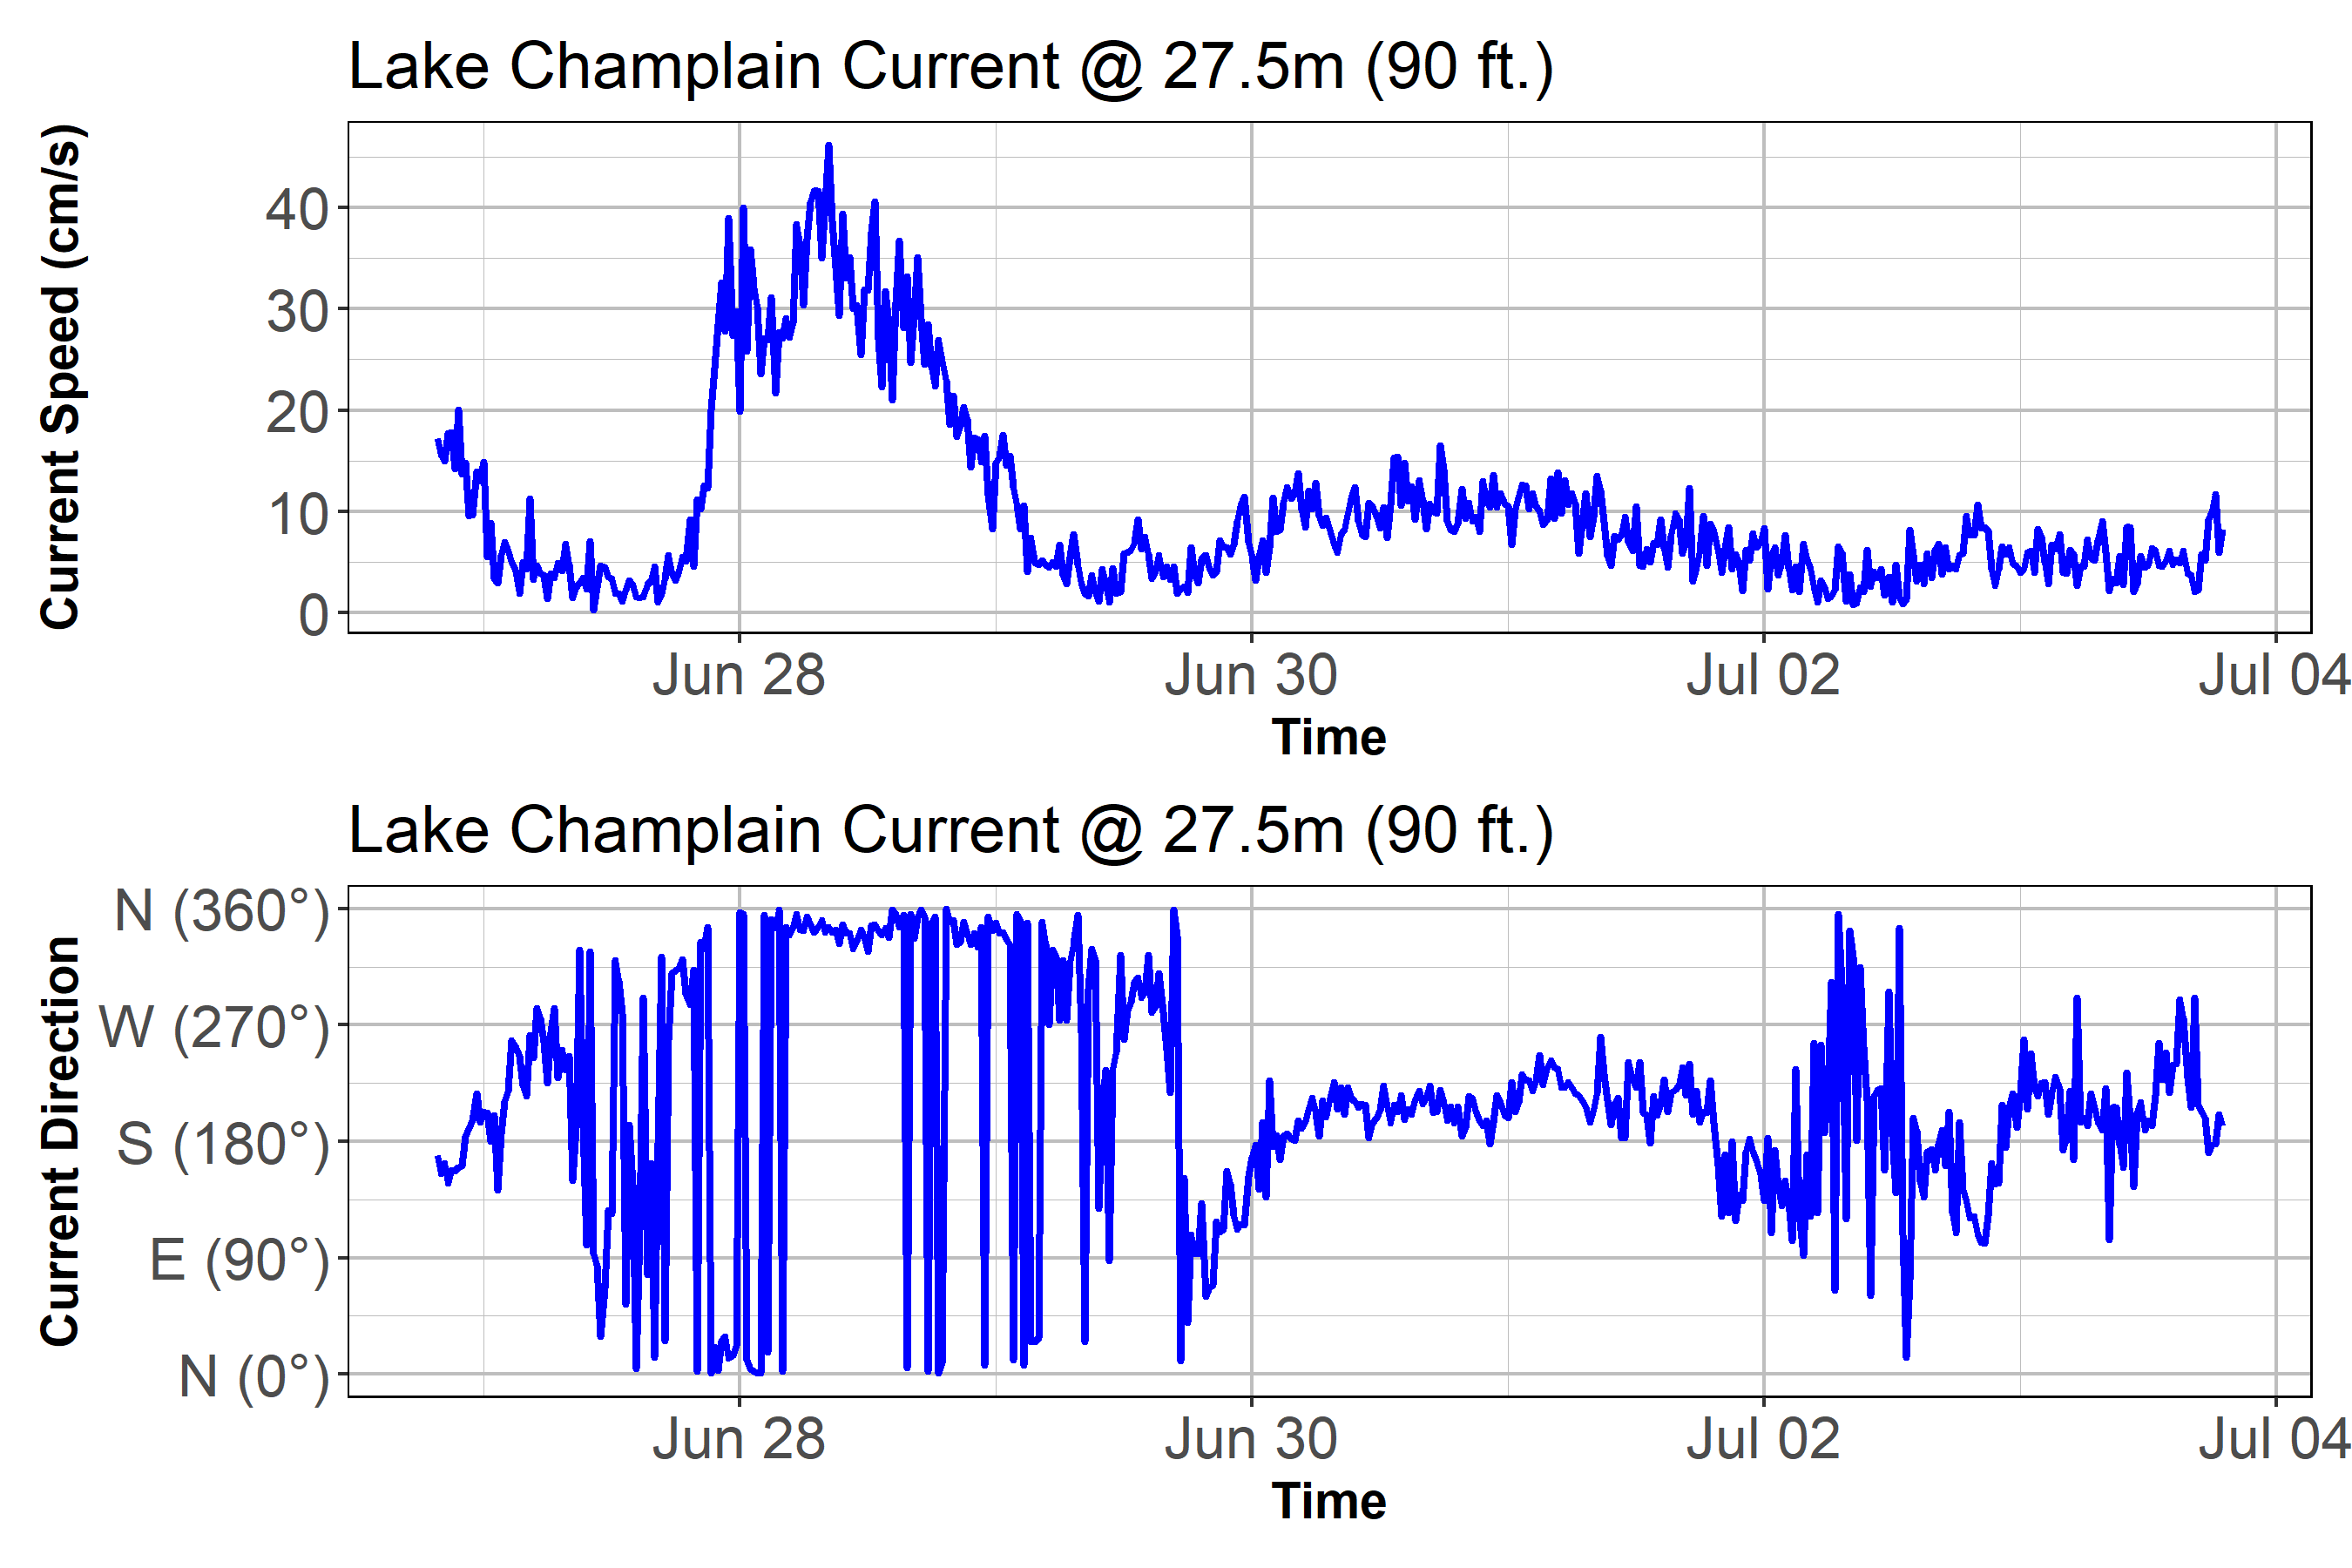 Lake Champlain Current @ 27.5m (90 ft.)
Current Speed (cm/s)
40
30
20
10
0
Jun 28 Jun 30 Jul 02 Jul 04
Time
Lake Champlain Current @ 27.5m (90 ft.)
Current Direction
N (360°)
W (270°)
S (180°)
E (90°)
N (0°)
Jun 28 Jun 30 Jul 02 Jul 04
Time